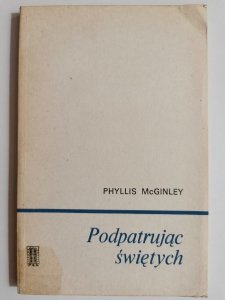 PHYLLIS McGINLEY
Podpatrując
świętych